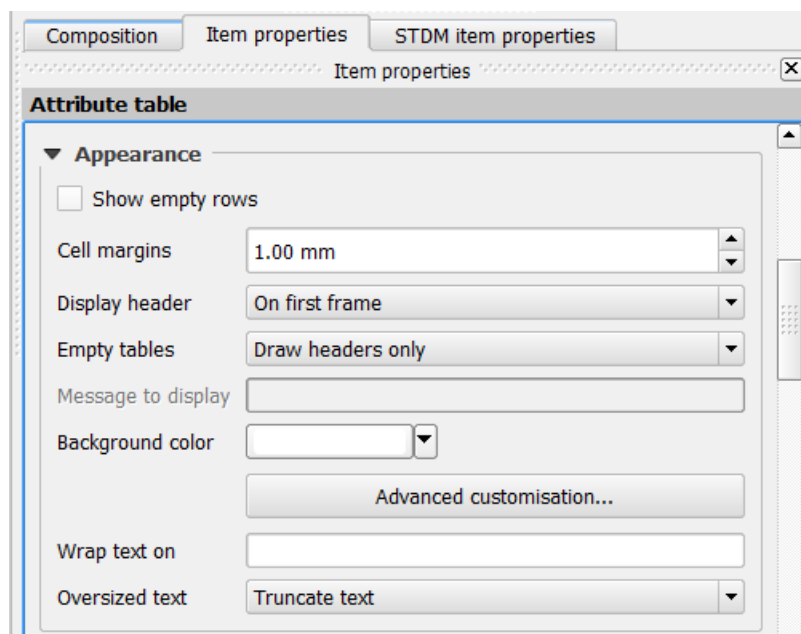 Composition Item properties STDM item properties
Item properties
Attribute table
Appearance
Show empty rows
Cell margins 1.00 mm
Display header On first frame
Empty tables Draw headers only
Message to display
Background color
Advanced customisation...
Wrap text on
Oversized text Truncate text